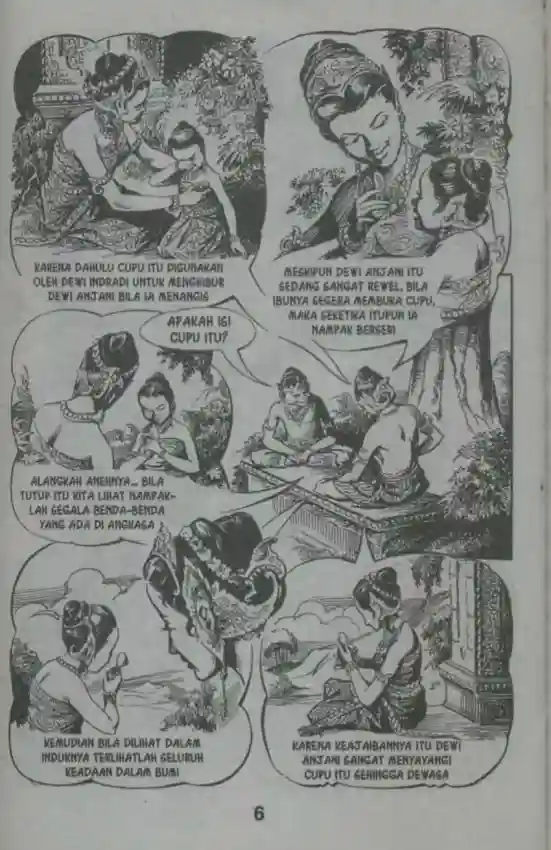 KARENA DAHULU CUPU ITU DIGUNAKAN
OLEH DEWI INDRADI UNTUK MENGHIBUR
DEWI ANJANI BILA IA MENANGIS
MESKIPUN DEWI ANJANI ITU
SEDANG SANGAT REWEL, BILA
IBUNYA SEGERA MEMBUKA CUPU,
MAKA SEKETIKA ITUPUN IA
NAMPAK BERSERI
APAKAH ISI
CUPU ITU?
ALANGKAH ANEHNYA... BILA
TUTUP ITU KITA LIHAT NAMPAK-
LAH SEGALA BENDA-BENDA
YANG ADA DI ANGKASA
KEMUDIAN BILA DILIHAT DALAM
INDUKNYA TERLIHATLAH SELURUH
KEADAAN DALAM BUMI
KARENA KEAJAIBANNYA ITU DEWI
ANJANI SANGAT MENYAYANGI
CUPU ITU SEHINGGA DEWASA
6